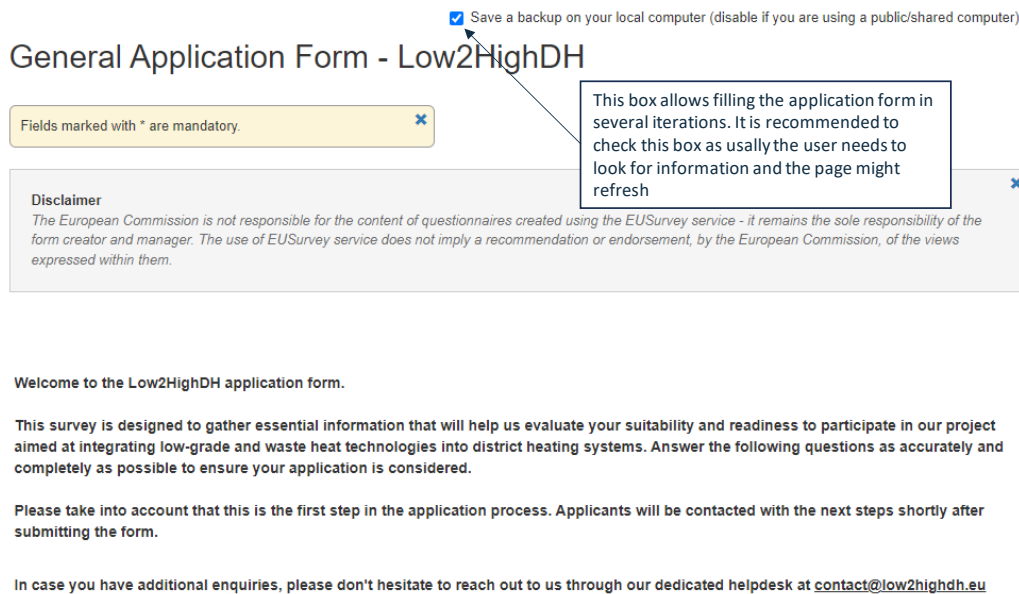 Save a backup on your local computer (disable if you are using a public/shared computer)
General Application Form - Low2HighDH
This box allows filling the application form in
several iterations. It is recommended to
check this box as usally the user needs to
look for information and the page might
refresh
Fields marked with * are mandatory.
Disclaimer
The European Commission is not responsible for the content of questionnaires created using the EUSurvey service - it remains the sole responsibility of the
form creator and manager. The use of EUSurvey service does not imply a recommendation or endorsement, by the European Commission, of the views
expressed within them.
Welcome to the Low2HighDH application form.
This survey is designed to gather essential information that will help us evaluate your suitability and readiness to participate in our project
aimed at integrating low-grade and waste heat technologies into district heating systems. Answer the following questions as accurately and
completely as possible to ensure your application is considered.
Please take into account that this is the first step in the application process. Applicants will be contacted with the next steps shortly after
submitting the form.
In case you have additional enquiries, please don't hesitate to reach out to us through our dedicated helpdesk at contact@low2highdh.eu